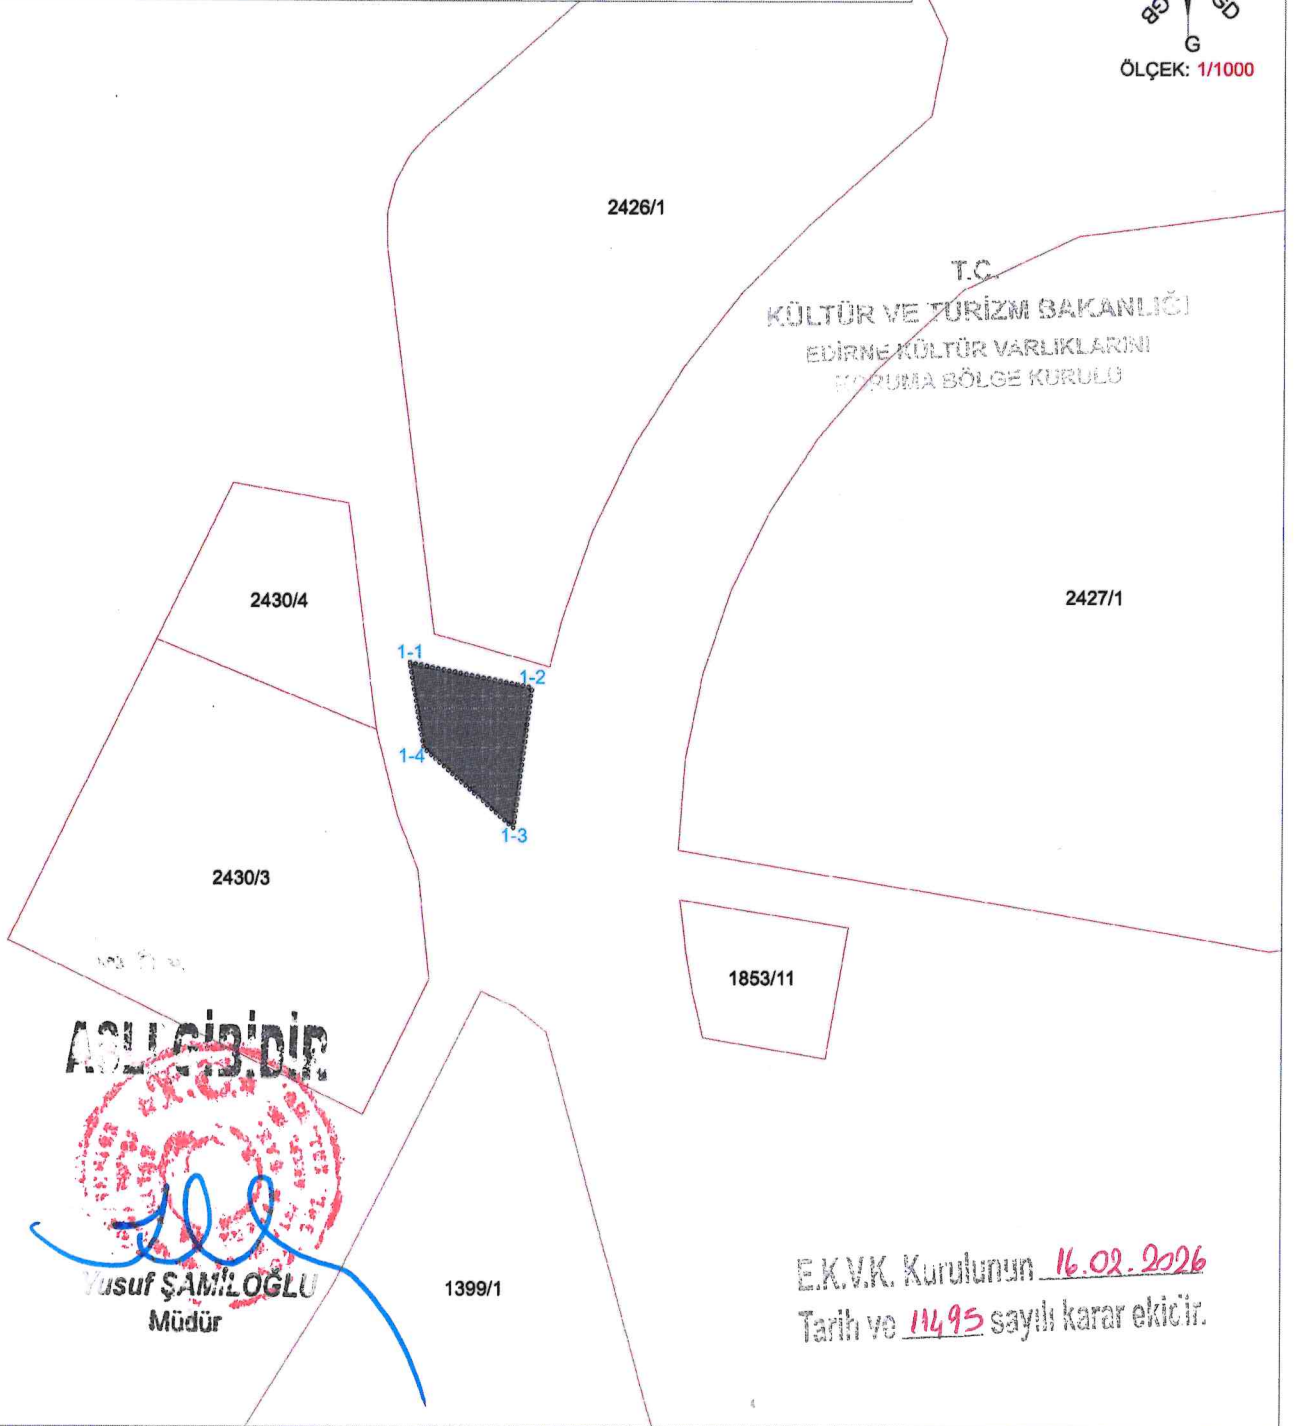 GB
GD
G
ÖLÇEK: 1/1000
2426/1
T.C.
KÜLTÜR VE TURİZM BAKANLIĞI
EDİRNE KÜLTÜR VARLIKLARINI
KORUMA BÖLGE KURULU
2430/4
2427/1
1-1
1-2
1-4
1-3
2430/3
1853/11
ASLI GİBİDİR
T.C.
Yusuf ŞAMİLOĞLU
Müdür
1399/1
E.K.V.K. Kurulunun 16.02.2026
Tarih ve 11495 sayılı karar ekidir.